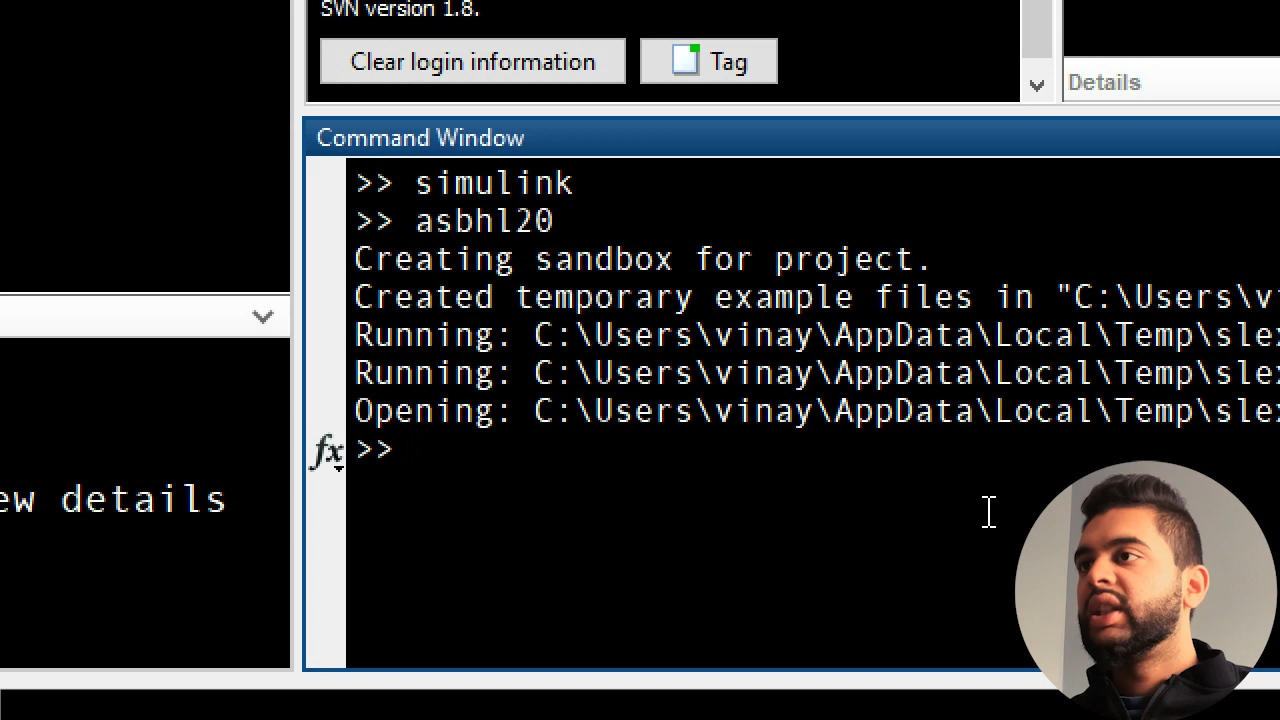 SVN version 1.8.
Clear login information
Tag
Details
Command Window
>> simulink
>> asbhl20
Creating sandbox for project.
Created temporary example files in "C:\Users\v
Running: C:\Users\vinay\AppData\Local\Temp\sle
Running: C:\Users\vinay\AppData\Local\Temp\sle
Opening: C:\Users\vinay\AppData\Local\Temp\sle
fx >>
ew details